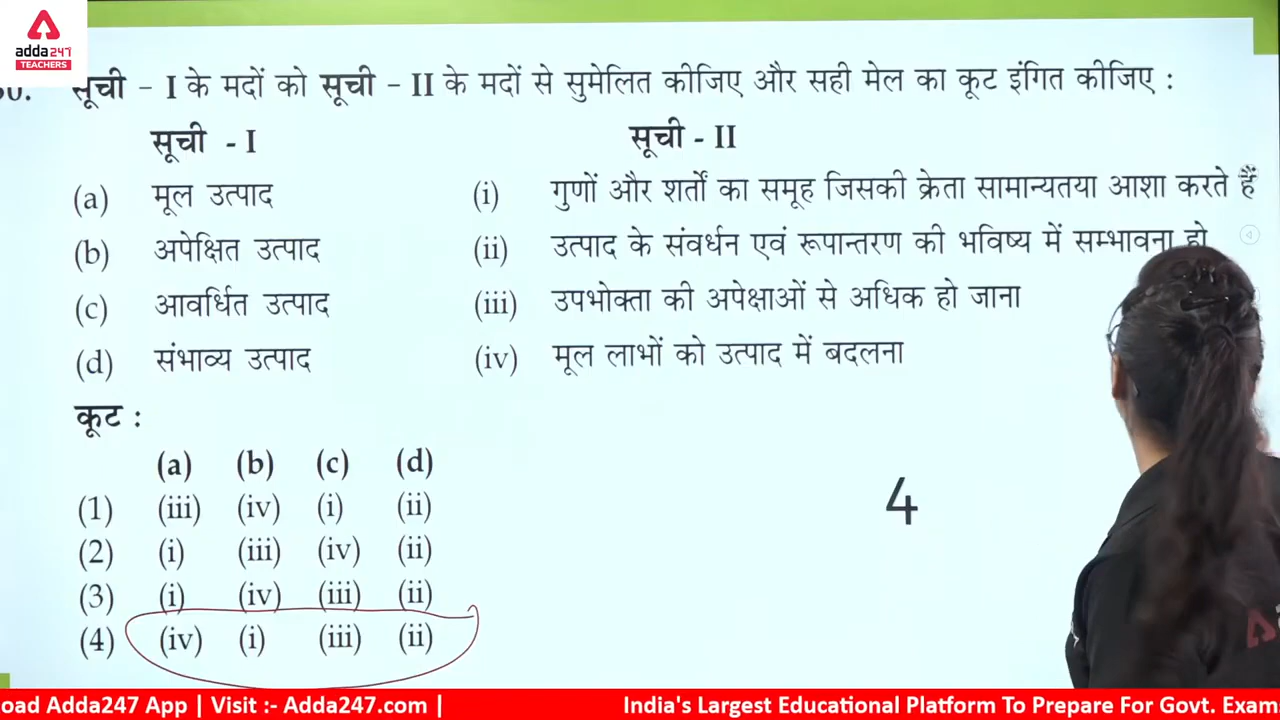 adda247
TEACHERS
सूची - I के मदों को सूची - II के मदों से सुमेलित कीजिए और सही मेल का कूट इंगित कीजिए :
सूची - I सूची - II
(a) मूल उत्पाद (i) गुणों और शर्तों का समूह जिसकी क्रेता सामान्यतया आशा करते हैं
(b) अपेक्षित उत्पाद (ii) उत्पाद के संवर्धन एवं रूपान्तरण की भविष्य में सम्भावना हो
(c) आवर्धित उत्पाद (iii) उपभोक्ता की अपेक्षाओं से अधिक हो जाना
(d) संभाव्य उत्पाद (iv) मूल लाभों को उत्पाद में बदलना
कूट :
(a) (b) (c) (d)
(1) (iii) (iv) (i) (ii)
(2) (i) (iii) (iv) (ii)
(3) (i) (iv) (iii) (ii)
(4) (iv) (i) (iii) (ii)
4
oad Adda247 App | Visit :- Adda247.com | India's Largest Educational Platform To Prepare For Govt. Exam